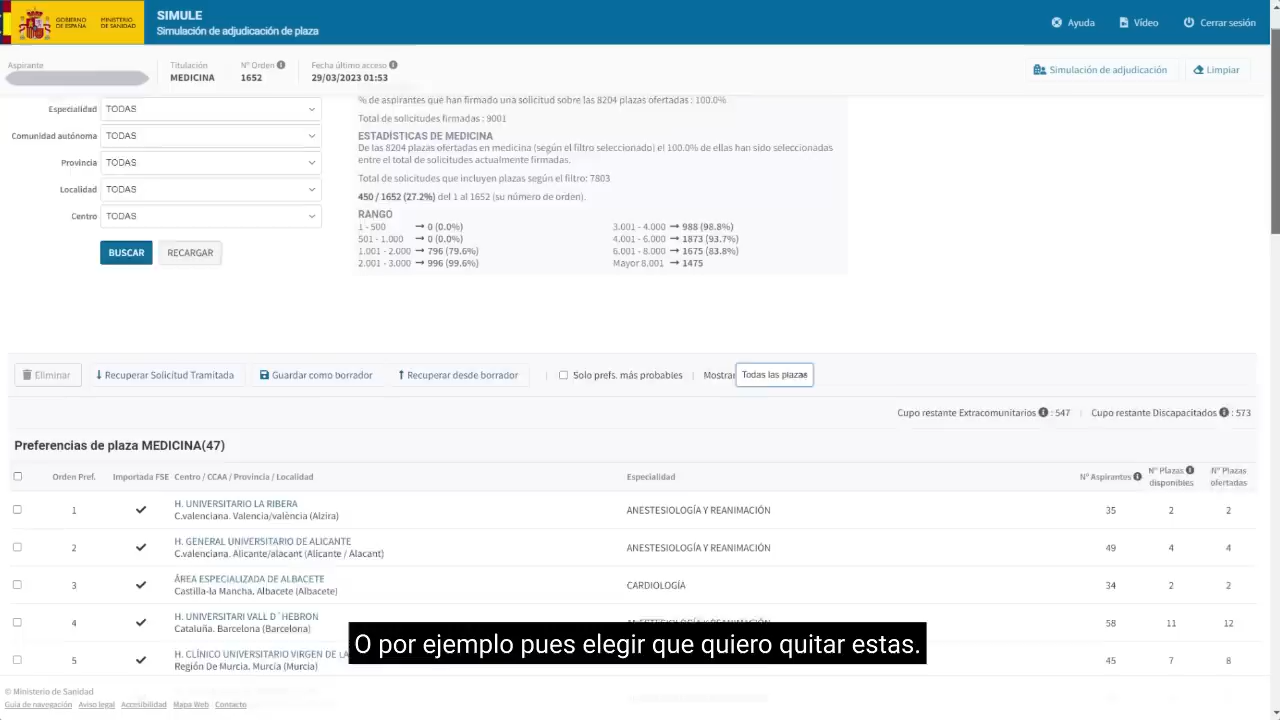 GOBIERNO DE ESPAÑA
MINISTERIO DE SANIDAD
SIMULE
Simulación de adjudicación de plaza
Ayuda
Vídeo
Cerrar sesión
Aspirante
Titulación
MEDICINA
Nº Orden
1652
Fecha último acceso
29/03/2023 01:53
Simulación de adjudicación
Limpiar
Especialidad TODAS
Comunidad autónoma TODAS
Provincia TODAS
Localidad TODAS
Centro TODAS
BUSCAR
RECARGAR
% de aspirantes que han firmado una solicitud sobre las 8204 plazas ofertadas : 100.0%
Total de solicitudes firmadas : 9001
ESTADÍSTICAS DE MEDICINA
De las 8204 plazas ofertadas en medicina (según el filtro seleccionado) el 100.0% de ellas han sido seleccionadas
entre el total de solicitudes actualmente firmadas.
Total de solicitudes que incluyen plazas según el filtro: 7803
450 / 1652 (27.2%) del 1 al 1652 (su número de orden).
RANGO
1 - 500 → 0 (0.0%) 3.001 - 4.000 → 988 (98.8%)
501 - 1.000 → 0 (0.0%) 4.001 - 6.000 → 1873 (93.7%)
1.001 - 2.000 → 796 (79.6%) 6.001 - 8.000 → 1675 (83.8%)
2.001 - 3.000 → 996 (99.6%) Mayor 8.001 → 1475
Eliminar
Recuperar Solicitud Tramitada
Guardar como borrador
Recuperar desde borrador
Solo prefs. más probables
Mostrar
Todas las plazas
Cupo restante Extracomunitarios : 547 | Cupo restante Discapacitados : 573
Preferencias de plaza MEDICINA(47)
Orden Pref. Importada FSE Centro / CCAA / Provincia / Localidad Especialidad Nº Aspirantes Nº Plazas disponibles Nº Plazas ofertadas
1 H. UNIVERSITARIO LA RIBERA ANESTESIOLOGÍA Y REANIMACIÓN 35 2 2
C.valenciana. Valencia/valència (Alzira)
2 H. GENERAL UNIVERSITARIO DE ALICANTE ANESTESIOLOGÍA Y REANIMACIÓN 49 4 4
C.valenciana. Alicante/alacant (Alicante / Alacant)
3 ÁREA ESPECIALIZADA DE ALBACETE CARDIOLOGÍA 34 2 2
Castilla-la Mancha. Albacete (Albacete)
4 H. UNIVERSITARI VALL D`HEBRON 58 11 12
Cataluña. Barcelona (Barcelona)
5 H. CLÍNICO UNIVERSITARIO VIRGEN DE LA 45 7 8
Región De Murcia. Murcia (Murcia)
O por ejemplo pues elegir que quiero quitar estas.
© Ministerio de Sanidad
Guía de navegación Aviso legal Accesibilidad Mapa Web Contacto